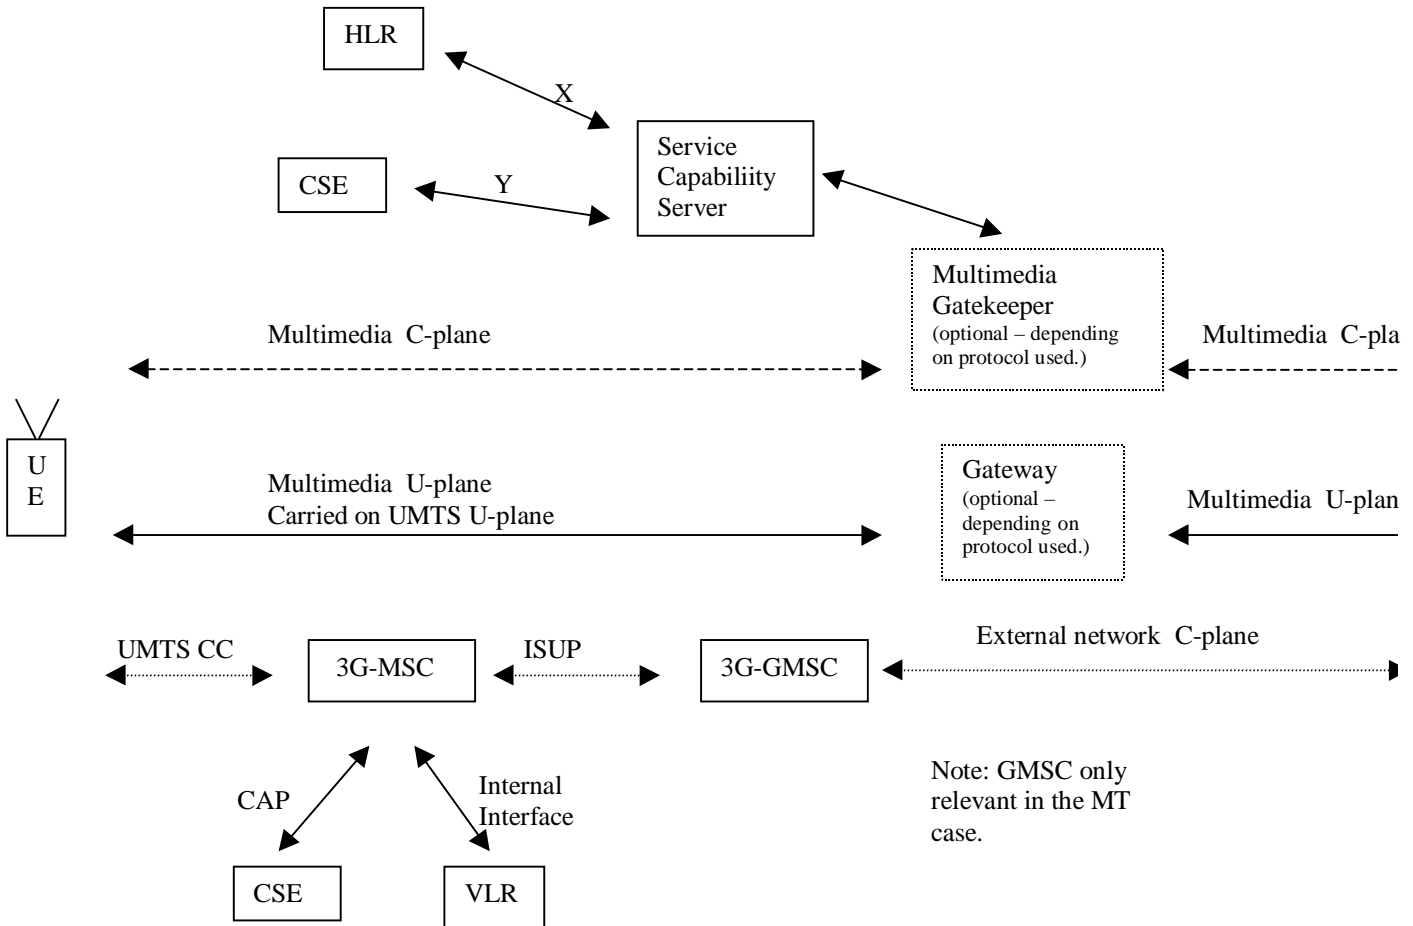 HLR
X
Service
Capabiliity
Server
CSE
Y
Multimedia
Gatekeeper
(optional – depending
on protocol used.)
Multimedia C-plane
Multimedia C-pla
U
E
Gateway
(optional –
depending on
protocol used.)
Multimedia U-plane
Carried on UMTS U-plane
Multimedia U-plan
UMTS CC
3G-MSC
ISUP
3G-GMSC
External network C-plane
CAP
Internal
Interface
Note: GMSC only
relevant in the MT
case.
CSE
VLR